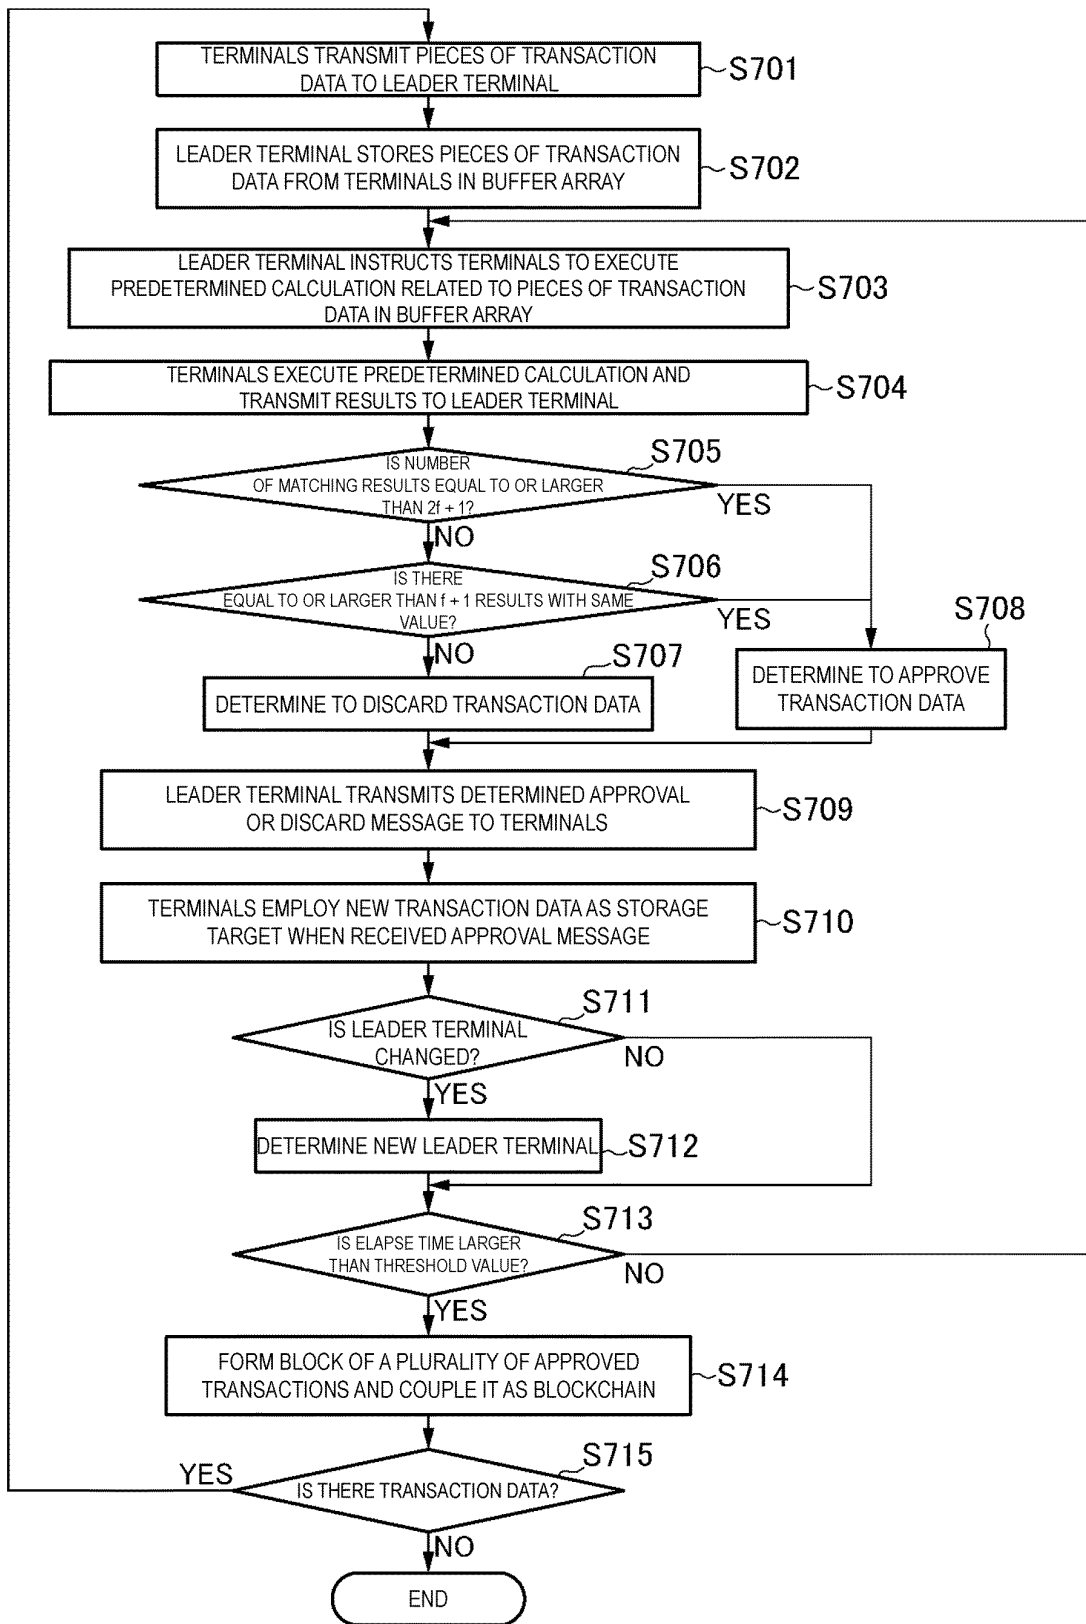 TERMINALS TRANSMIT PIECES OF TRANSACTION
DATA TO LEADER TERMINAL
S701
LEADER TERMINAL STORES PIECES OF TRANSACTION
DATA FROM TERMINALS IN BUFFER ARRAY
S702
LEADER TERMINAL INSTRUCTS TERMINALS TO EXECUTE
PREDETERMINED CALCULATION RELATED TO PIECES OF TRANSACTION
DATA IN BUFFER ARRAY
S703
TERMINALS EXECUTE PREDETERMINED CALCULATION AND
TRANSMIT RESULTS TO LEADER TERMINAL
S704
S705
IS NUMBER
OF MATCHING RESULTS EQUAL TO OR LARGER
THAN 2f + 1?
YES
NO
S706
IS THERE
EQUAL TO OR LARGER THAN f + 1 RESULTS WITH SAME
VALUE?
YES
NO
S707
DETERMINE TO DISCARD TRANSACTION DATA
S708
DETERMINE TO APPROVE
TRANSACTION DATA
LEADER TERMINAL TRANSMITS DETERMINED APPROVAL
OR DISCARD MESSAGE TO TERMINALS
S709
TERMINALS EMPLOY NEW TRANSACTION DATA AS STORAGE
TARGET WHEN RECEIVED APPROVAL MESSAGE
S710
S711
IS LEADER TERMINAL
CHANGED?
NO
YES
DETERMINE NEW LEADER TERMINAL
S712
S713
IS ELAPSE TIME LARGER
THAN THRESHOLD VALUE?
NO
YES
FORM BLOCK OF A PLURALITY OF APPROVED
TRANSACTIONS AND COUPLE IT AS BLOCKCHAIN
S714
S715
YES
IS THERE TRANSACTION DATA?
NO
END